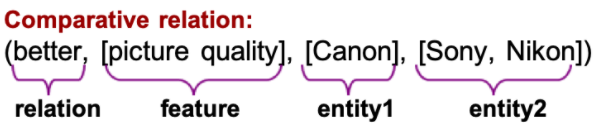 Comparative relation:
(better, [picture quality], [Canon], [Sony, Nikon])
relation feature entity1 entity2